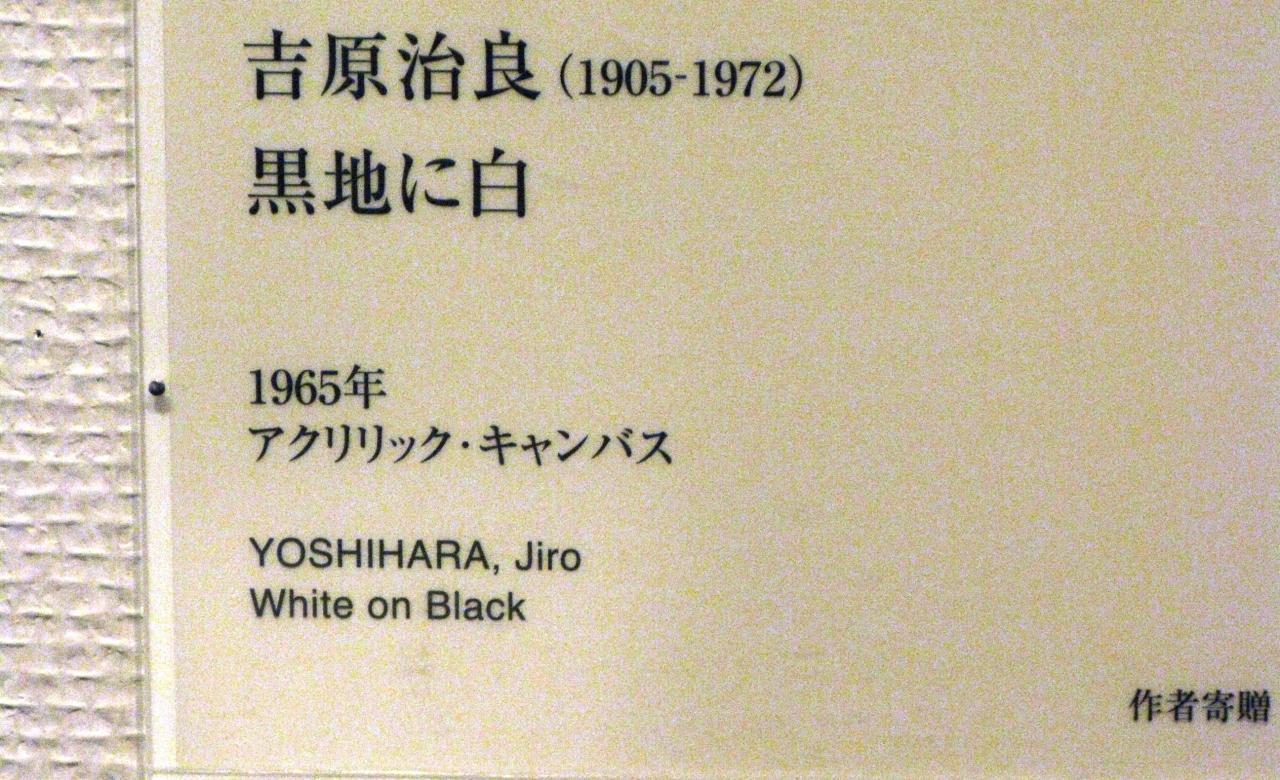 吉原治良 (1905-1972)
黒地に白
1965年
アクリリック・キャンバス
YOSHIHARA, Jiro
White on Black
作者寄贈